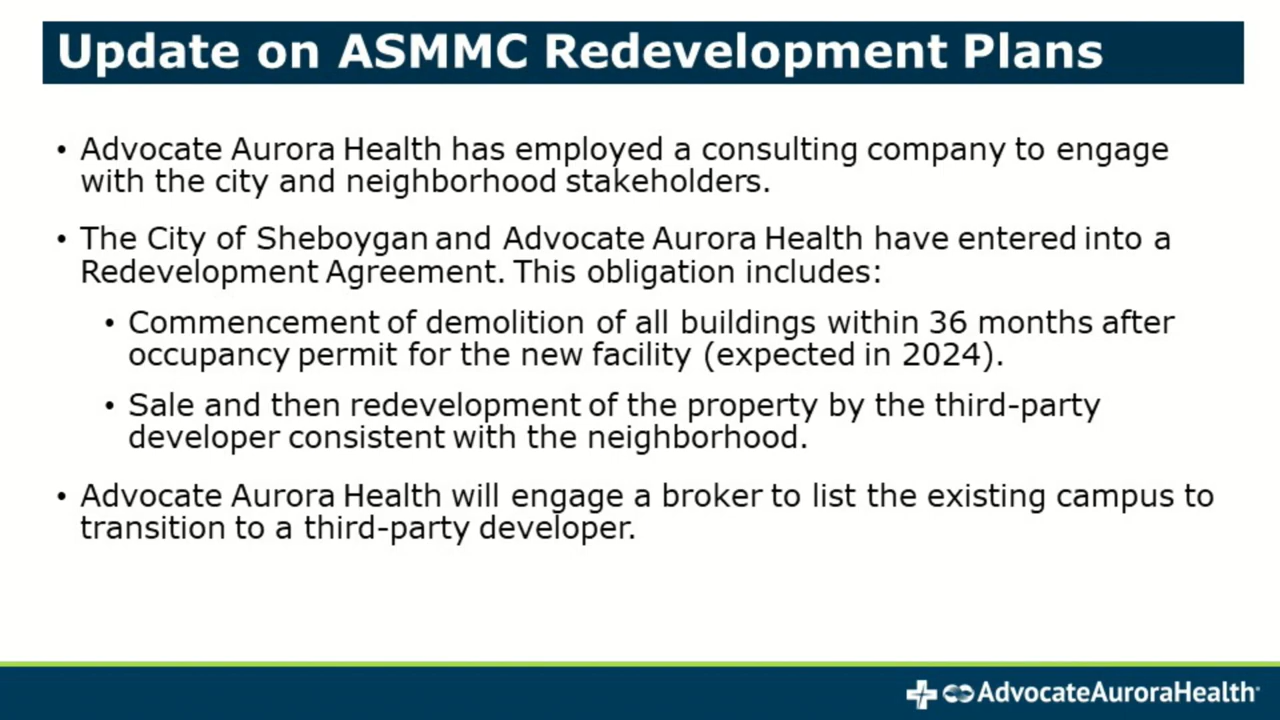 Update on ASMMC Redevelopment Plans
• Advocate Aurora Health has employed a consulting company to engage
with the city and neighborhood stakeholders.
• The City of Sheboygan and Advocate Aurora Health have entered into a
Redevelopment Agreement. This obligation includes:
• Commencement of demolition of all buildings within 36 months after
occupancy permit for the new facility (expected in 2024).
• Sale and then redevelopment of the property by the third-party
developer consistent with the neighborhood.
• Advocate Aurora Health will engage a broker to list the existing campus to
transition to a third-party developer.
AdvocateAuroraHealth